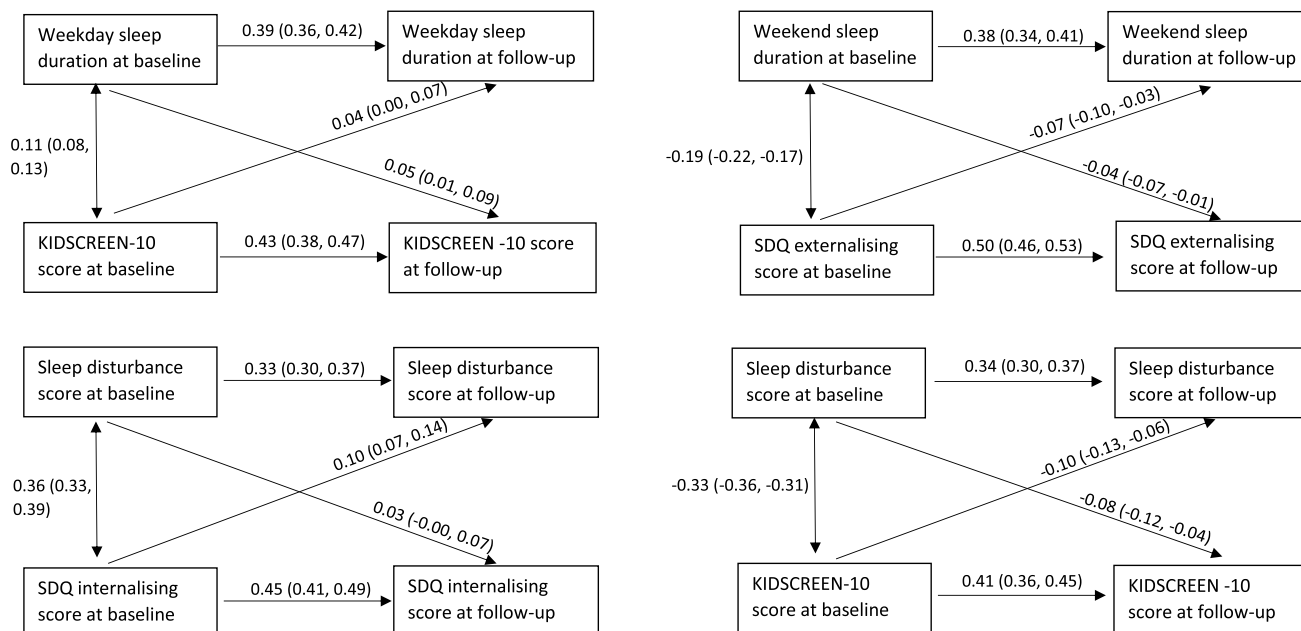 Weekday sleep
duration at baseline
0.39 (0.36, 0.42)
Weekday sleep
duration at follow-up
0.11 (0.08,
0.13)
0.04 (0.00, 0.07)
0.05 (0.01, 0.09)
KIDSCREEN-10
score at baseline
0.43 (0.38, 0.47)
KIDSCREEN -10 score
at follow-up
Weekend sleep
duration at baseline
0.38 (0.34, 0.41)
Weekend sleep
duration at follow-up
-0.19 (-0.22, -0.17)
-0.07 (-0.10, -0.03)
-0.04 (-0.07, -0.01)
SDQ externalising
score at baseline
0.50 (0.46, 0.53)
SDQ externalising
score at follow-up
Sleep disturbance
score at baseline
0.33 (0.30, 0.37)
Sleep disturbance
score at follow-up
0.36 (0.33,
0.39)
0.10 (0.07, 0.14)
0.03 (-0.00, 0.07)
SDQ internalising
score at baseline
0.45 (0.41, 0.49)
SDQ internalising
score at follow-up
Sleep disturbance
score at baseline
0.34 (0.30, 0.37)
Sleep disturbance
score at follow-up
-0.33 (-0.36, -0.31)
-0.10 (-0.13, -0.06)
-0.08 (-0.12, -0.04)
KIDSCREEN-10
score at baseline
0.41 (0.36, 0.45)
KIDSCREEN -10
score at follow-up